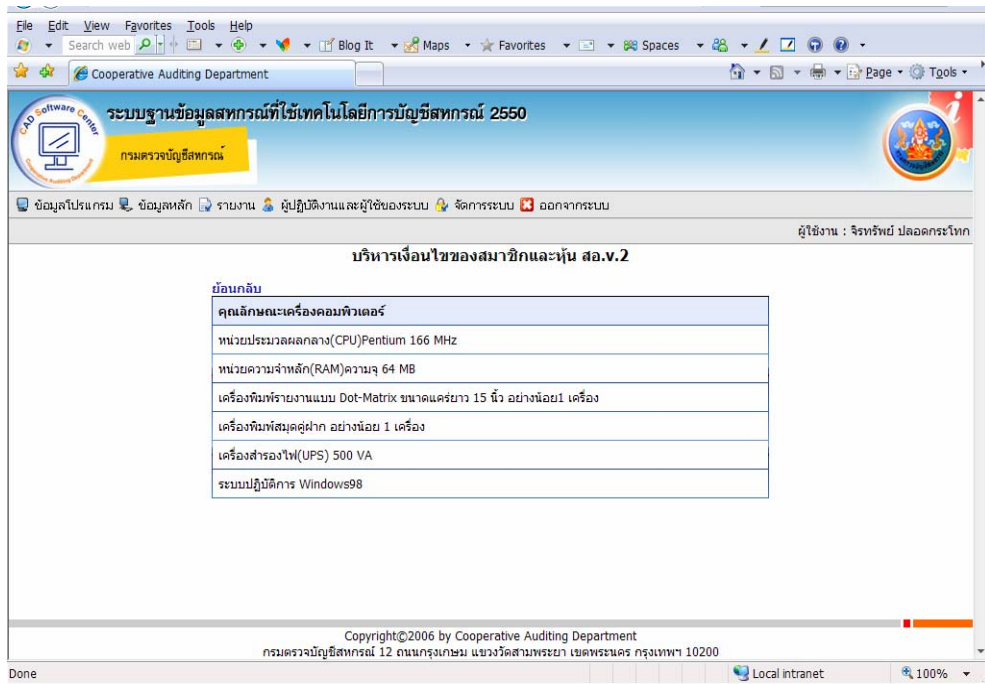 File Edit View Favorites Tools Help
Search web Blog It Maps Favorites Spaces
Cooperative Auditing Department Page Tools
CAD Software Center
Cooperative Auditing Department
ระบบฐานข้อมูลสหกรณ์ที่ใช้เทคโนโลยีการบัญชีสหกรณ์ 2550
กรมตรวจบัญชีสหกรณ์
ข้อมูลโปรแกรม ข้อมูลหลัก รายงาน ผู้ปฏิบัติงานและผู้ใช้ของระบบ จัดการระบบ ออกจากระบบ
ผู้ใช้งาน : จิรทรัพย์ ปลอดกระโทก
บริหารเงื่อนไขของสมาชิกและหุ้น สอ.v.2
ย้อนกลับ
คุณลักษณะเครื่องคอมพิวเตอร์
หน่วยประมวลผลกลาง(CPU)Pentium 166 MHz
หน่วยความจำหลัก(RAM)ความจุ 64 MB
เครื่องพิมพ์รายงานแบบ Dot-Matrix ขนาดแคร่ยาว 15 นิ้ว อย่างน้อย1 เครื่อง
เครื่องพิมพ์สมุดคู่ฝาก อย่างน้อย 1 เครื่อง
เครื่องสำรองไฟ(UPS) 500 VA
ระบบปฏิบัติการ Windows98
Copyright©2006 by Cooperative Auditing Department
กรมตรวจบัญชีสหกรณ์ 12 ถนนกรุงเกษม แขวงวัดสามพระยา เขตพระนคร กรุงเทพฯ 10200
Done Local intranet 100%